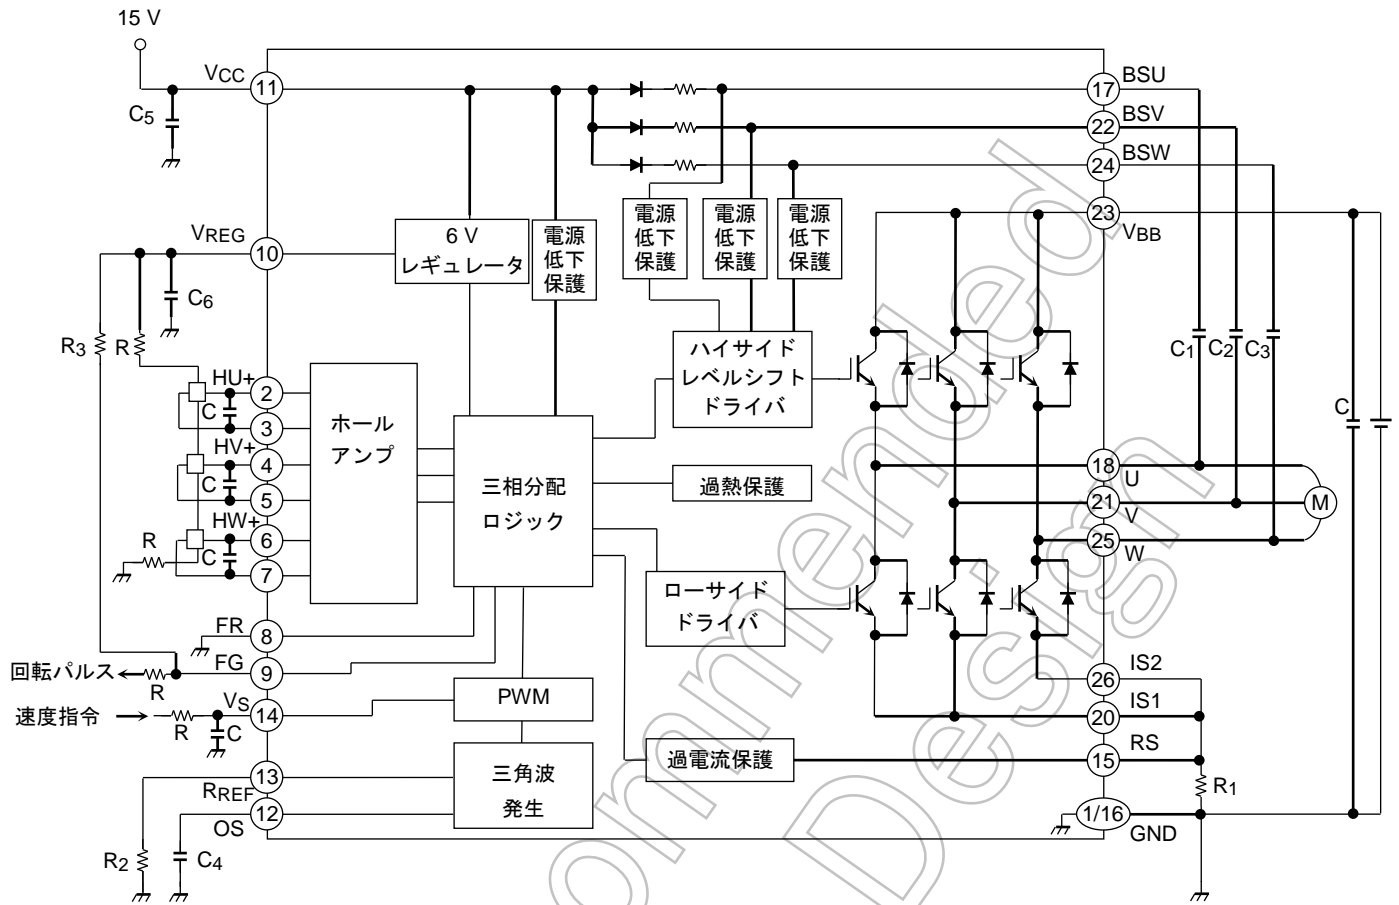 15 V
VCC
11
C5
BSU
17
BSV
22
BSW
24
23
VBB
VREG
10
C6
6 V
レギュレータ
電源
低下
保護
電源
低下
保護
電源
低下
保護
電源
低下
保護
R3
R
HU+
2
C
3
HV+
4
C
5
HW+
6
R
C
7
ホール
アンプ
ハイサイド
レベルシフト
ドライバ
三相分配
ロジック
過熱保護
ローサイド
ドライバ
C1
C2
C3
C
18
U
21
V
25
W
M
FR
8
FG
9
回転パルス
R
速度指令
R
VS
14
C
PWM
13
RREF
12
OS
三角波
発生
過電流保護
R2
C4
IS2
26
IS1
20
RS
15
R1
1/16
GND
ommended
Design